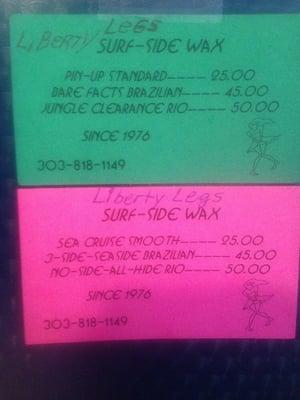 LIBERTY LEGS
SURF-SIDE WAX
PIN-UP STANDARD---- 25.00
BARE FACTS BRAZILIAN---- 45.00
JUNGLE CLEARANCE RIO---- 50.00
SINCE 1976
303-818-1149
Liberty Legs
SURF-SIDE WAX
SEA CRUISE SMOOTH---- 25.00
3-SIDE-SEASIDE BRAZILIAN---- 45.00
NO-SIDE-ALL-HIDE RIO---- 50.00
SINCE 1976
303-818-1149